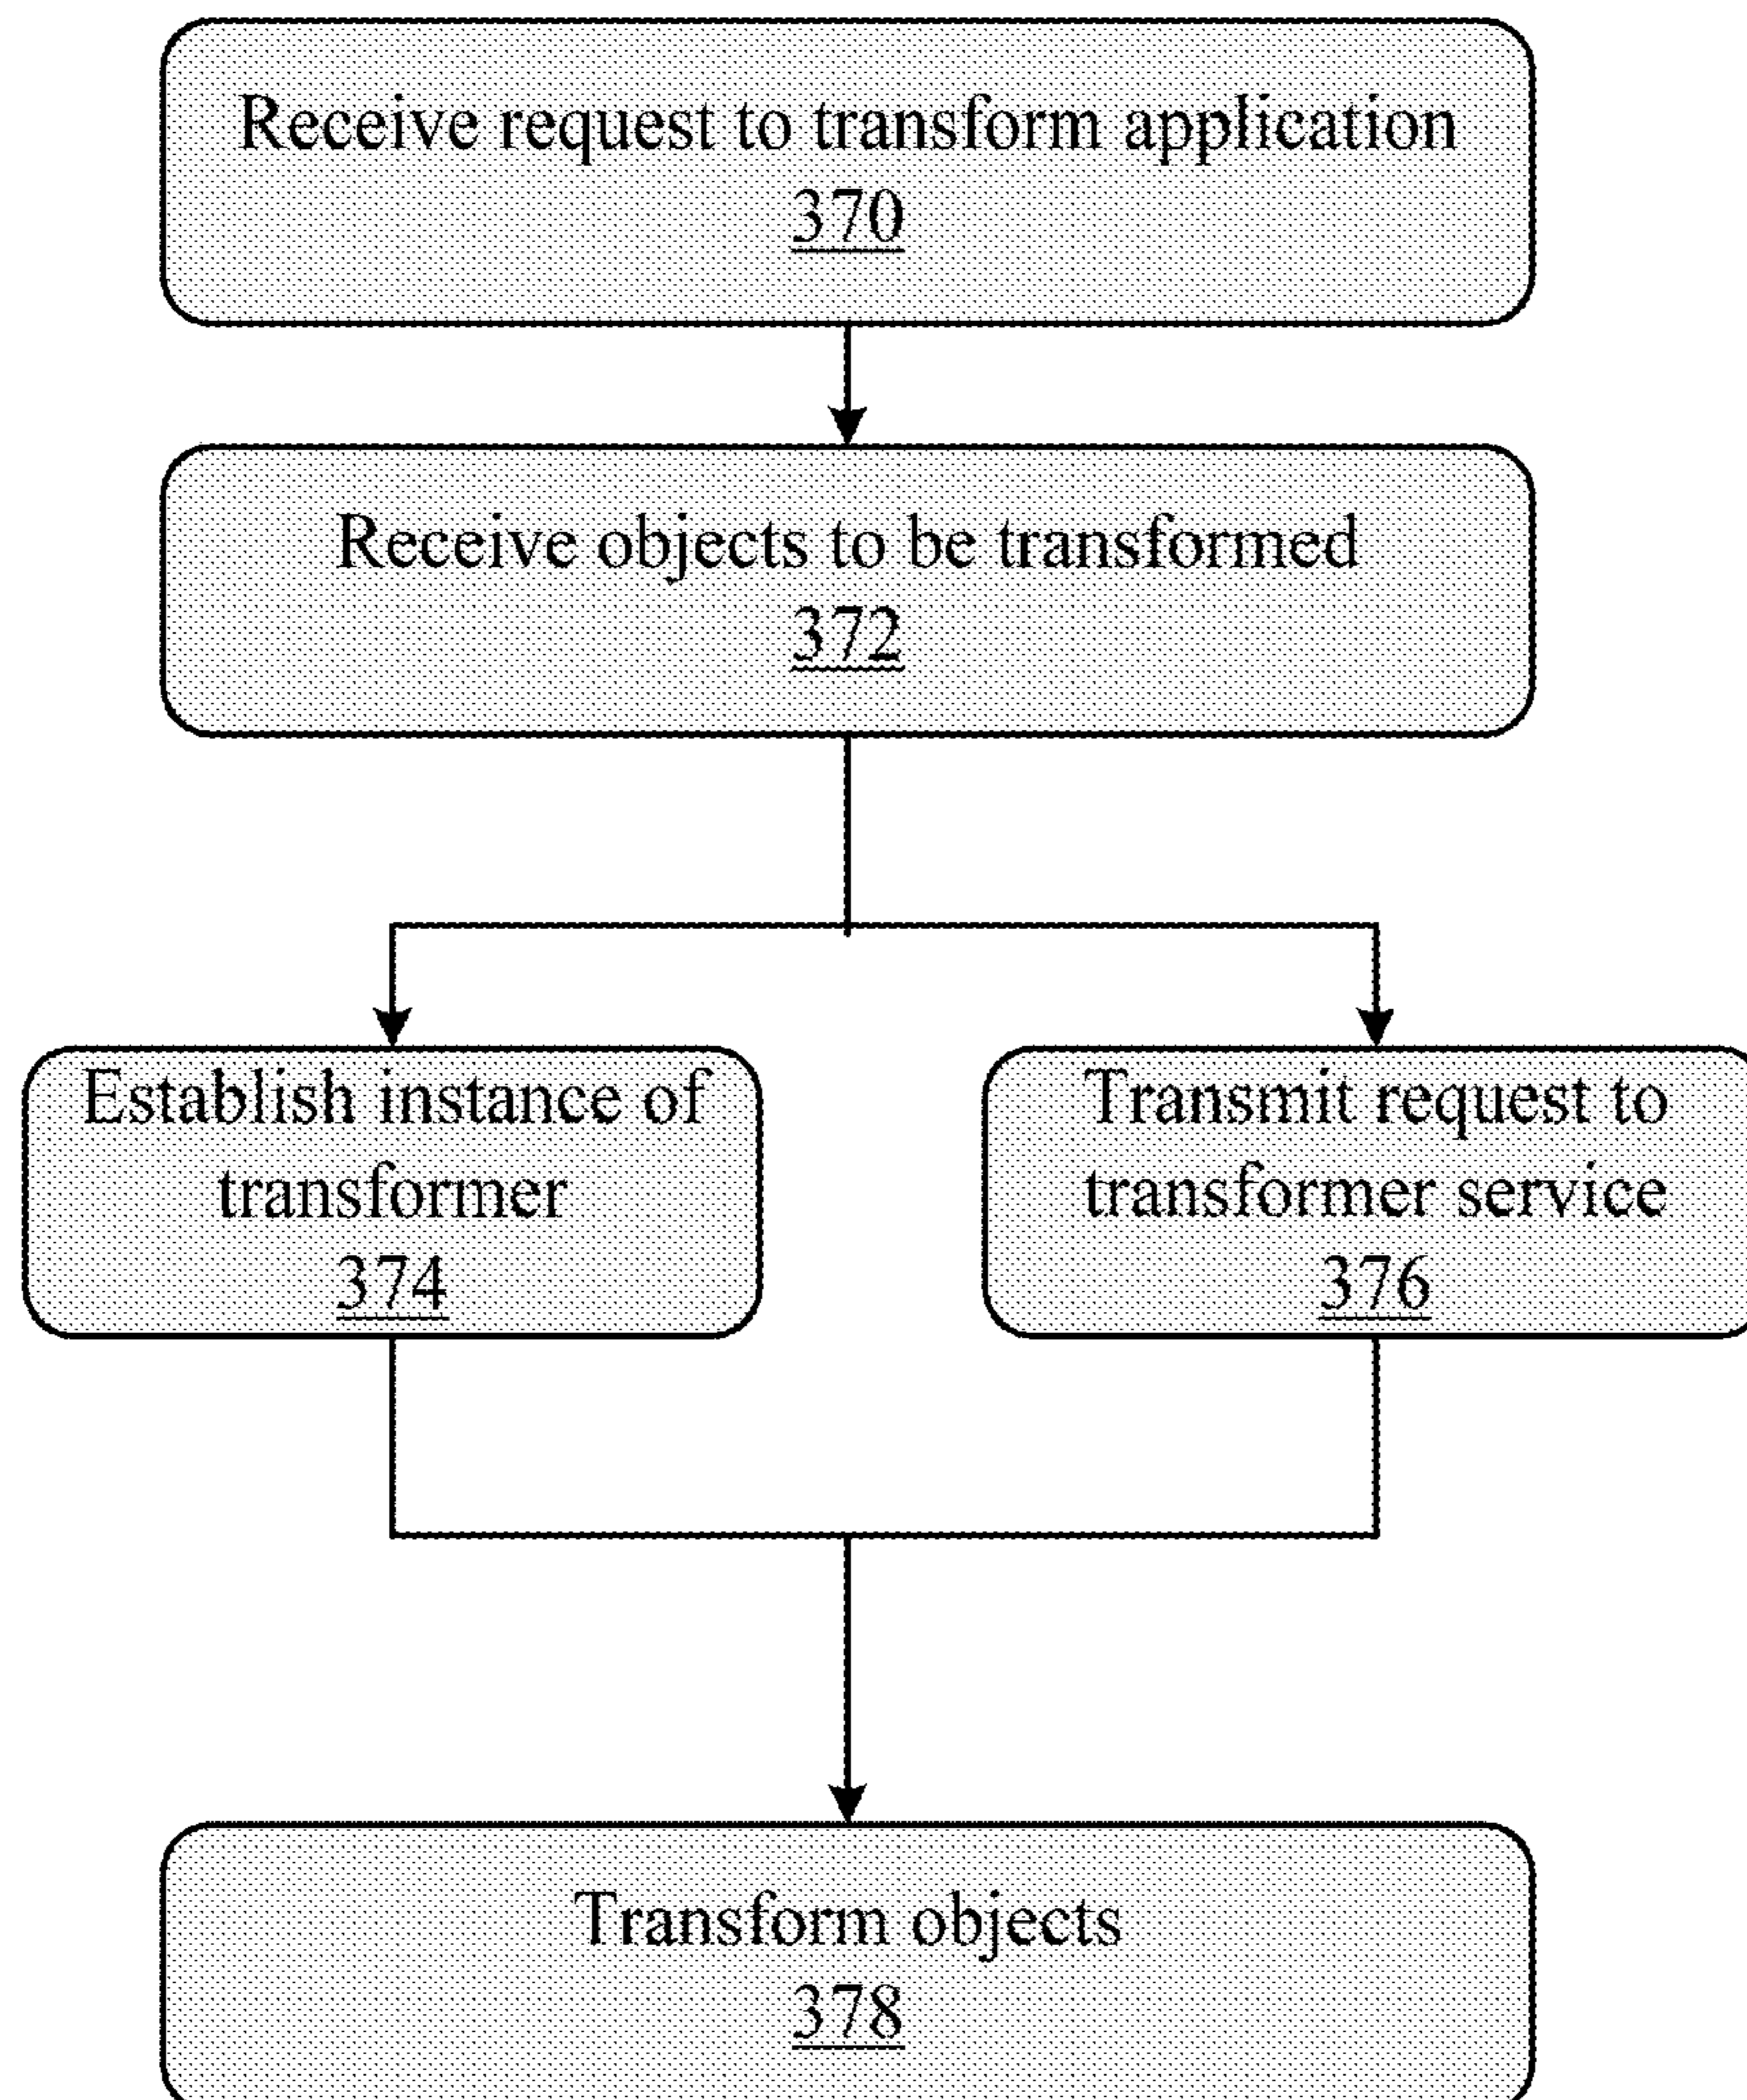 Receive request to transform application
370
Receive objects to be transformed
372
Establish instance of
transformer
374
Transmit request to
transformer service
376
Transform objects
378